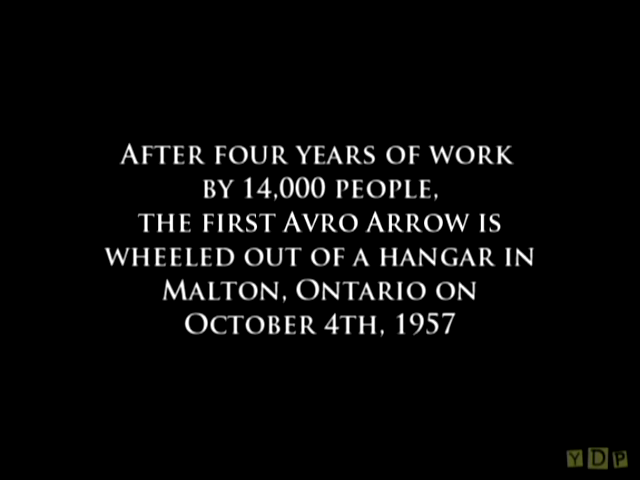 After four years of work
by 14,000 people,
the first Avro Arrow is
wheeled out of a hangar in
Malton, Ontario on
October 4th, 1957
YDP